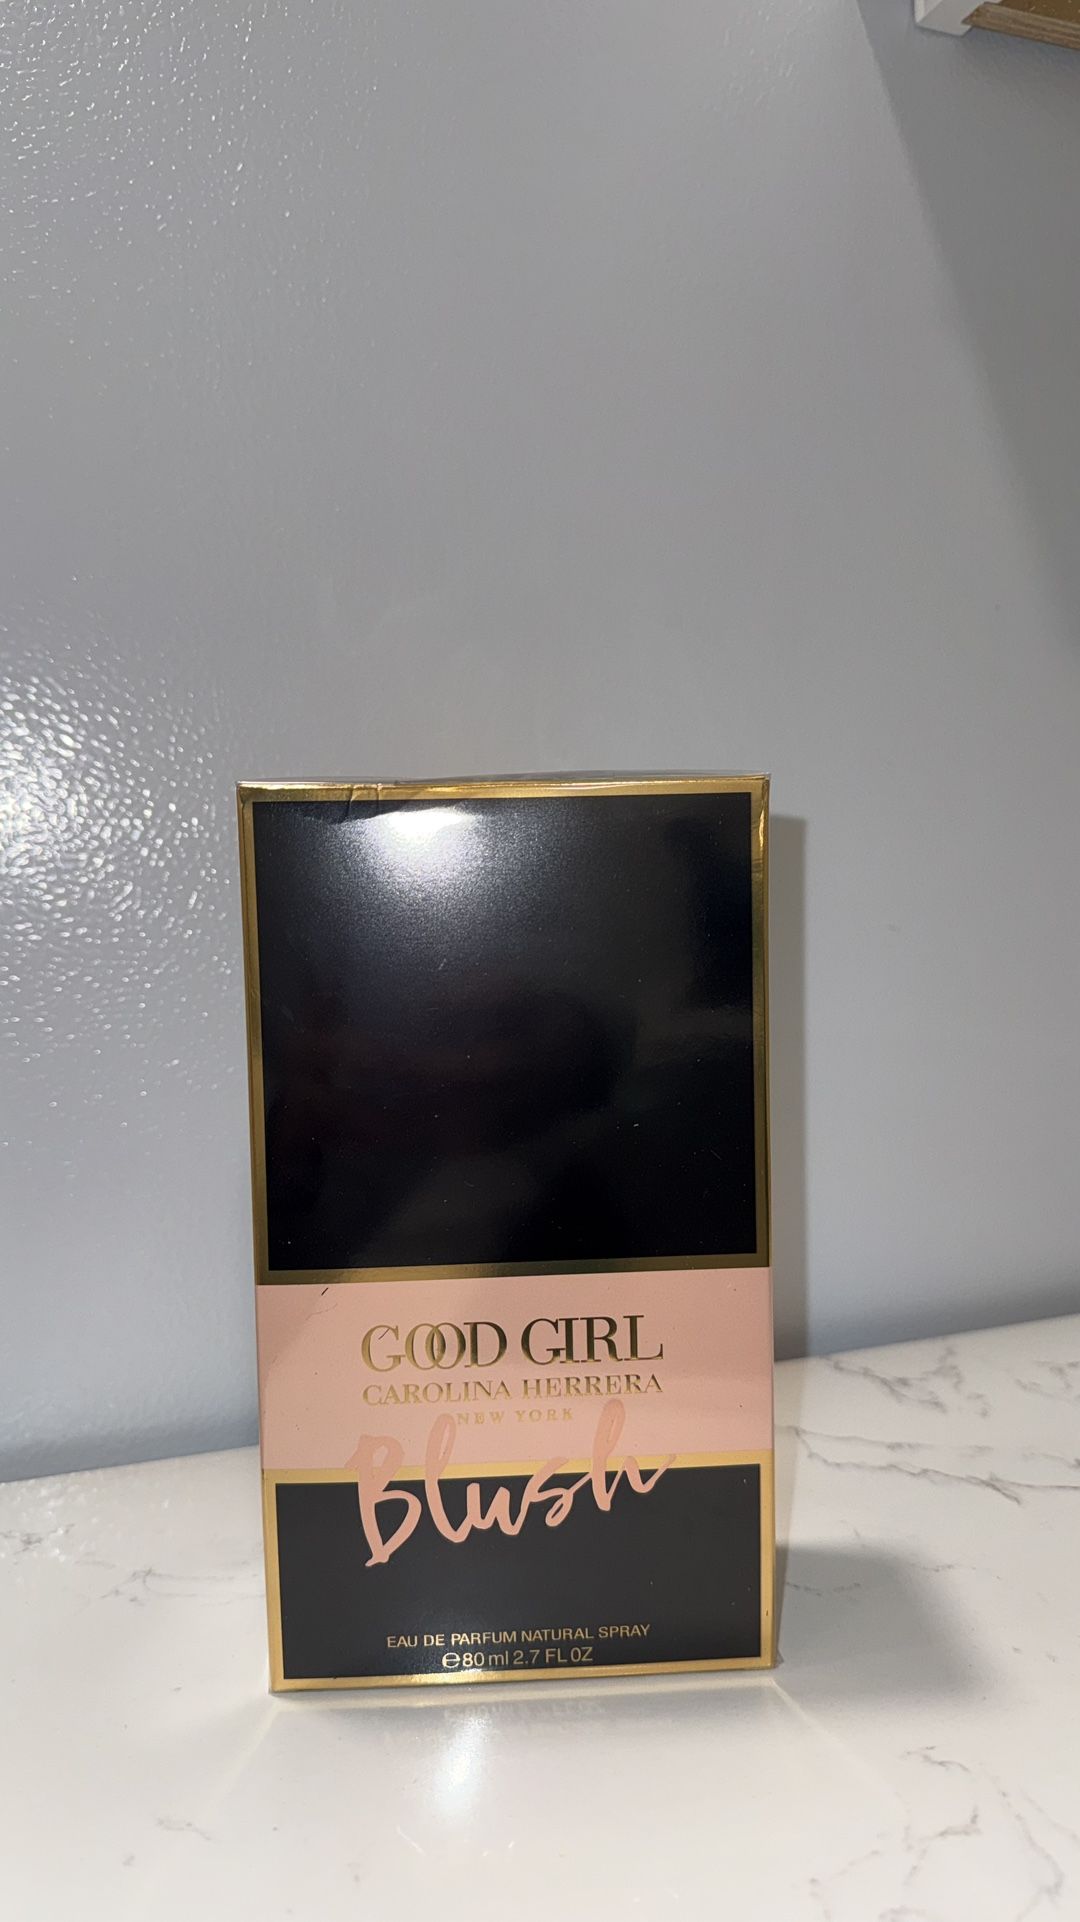 GOOD GIRL
CAROLINA HERRERA
NEW YORK
Blush
EAU DE PARFUM NATURAL SPRAY
℮80 ml 2.7 FL OZ